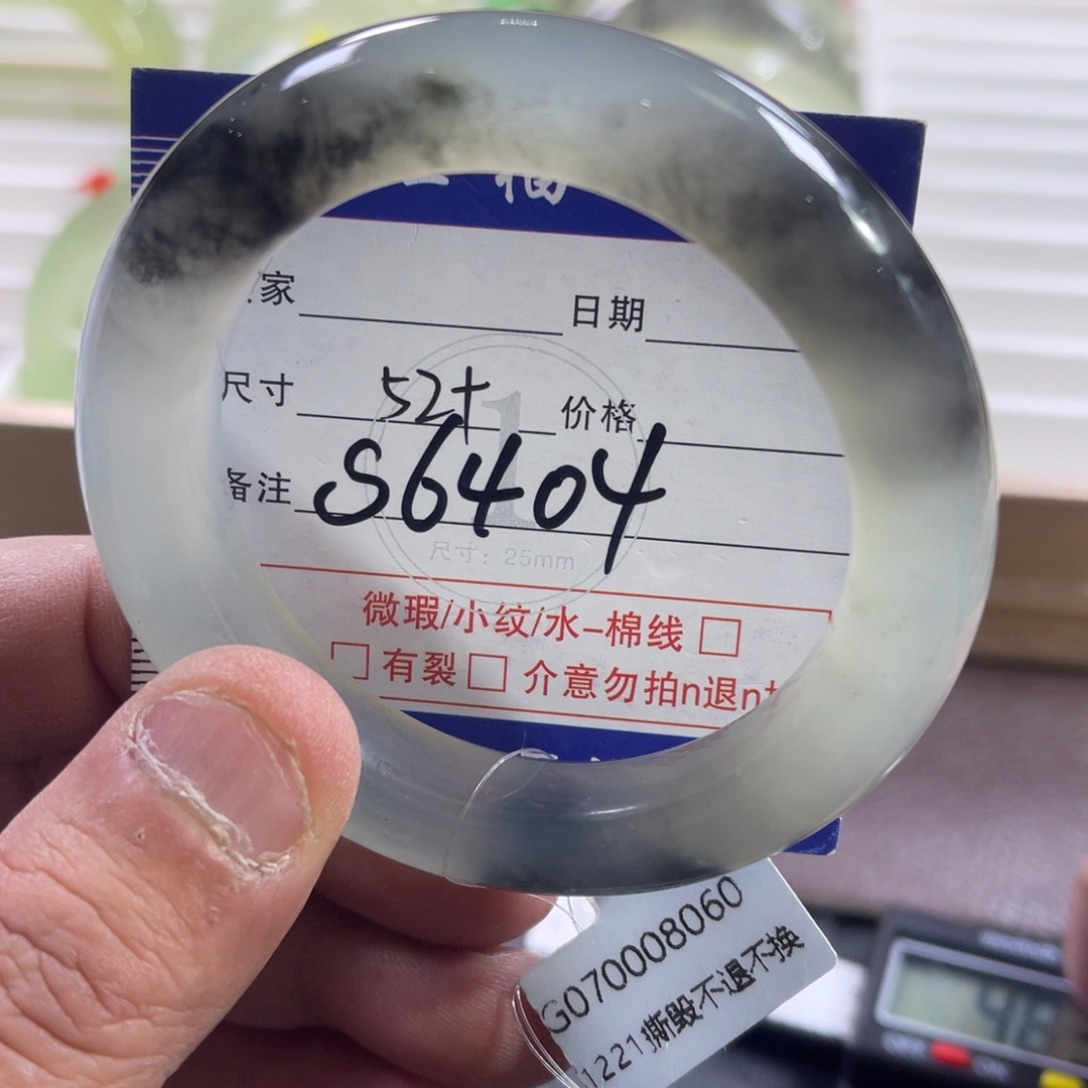 福
家 日期
尺寸 52+ 价格
备注 S6404
1
尺寸：25mm
微瑕/小纹/水-棉线 □
□ 有裂 □ 介意勿拍n退n
G070008060
1221撕毁不退不换